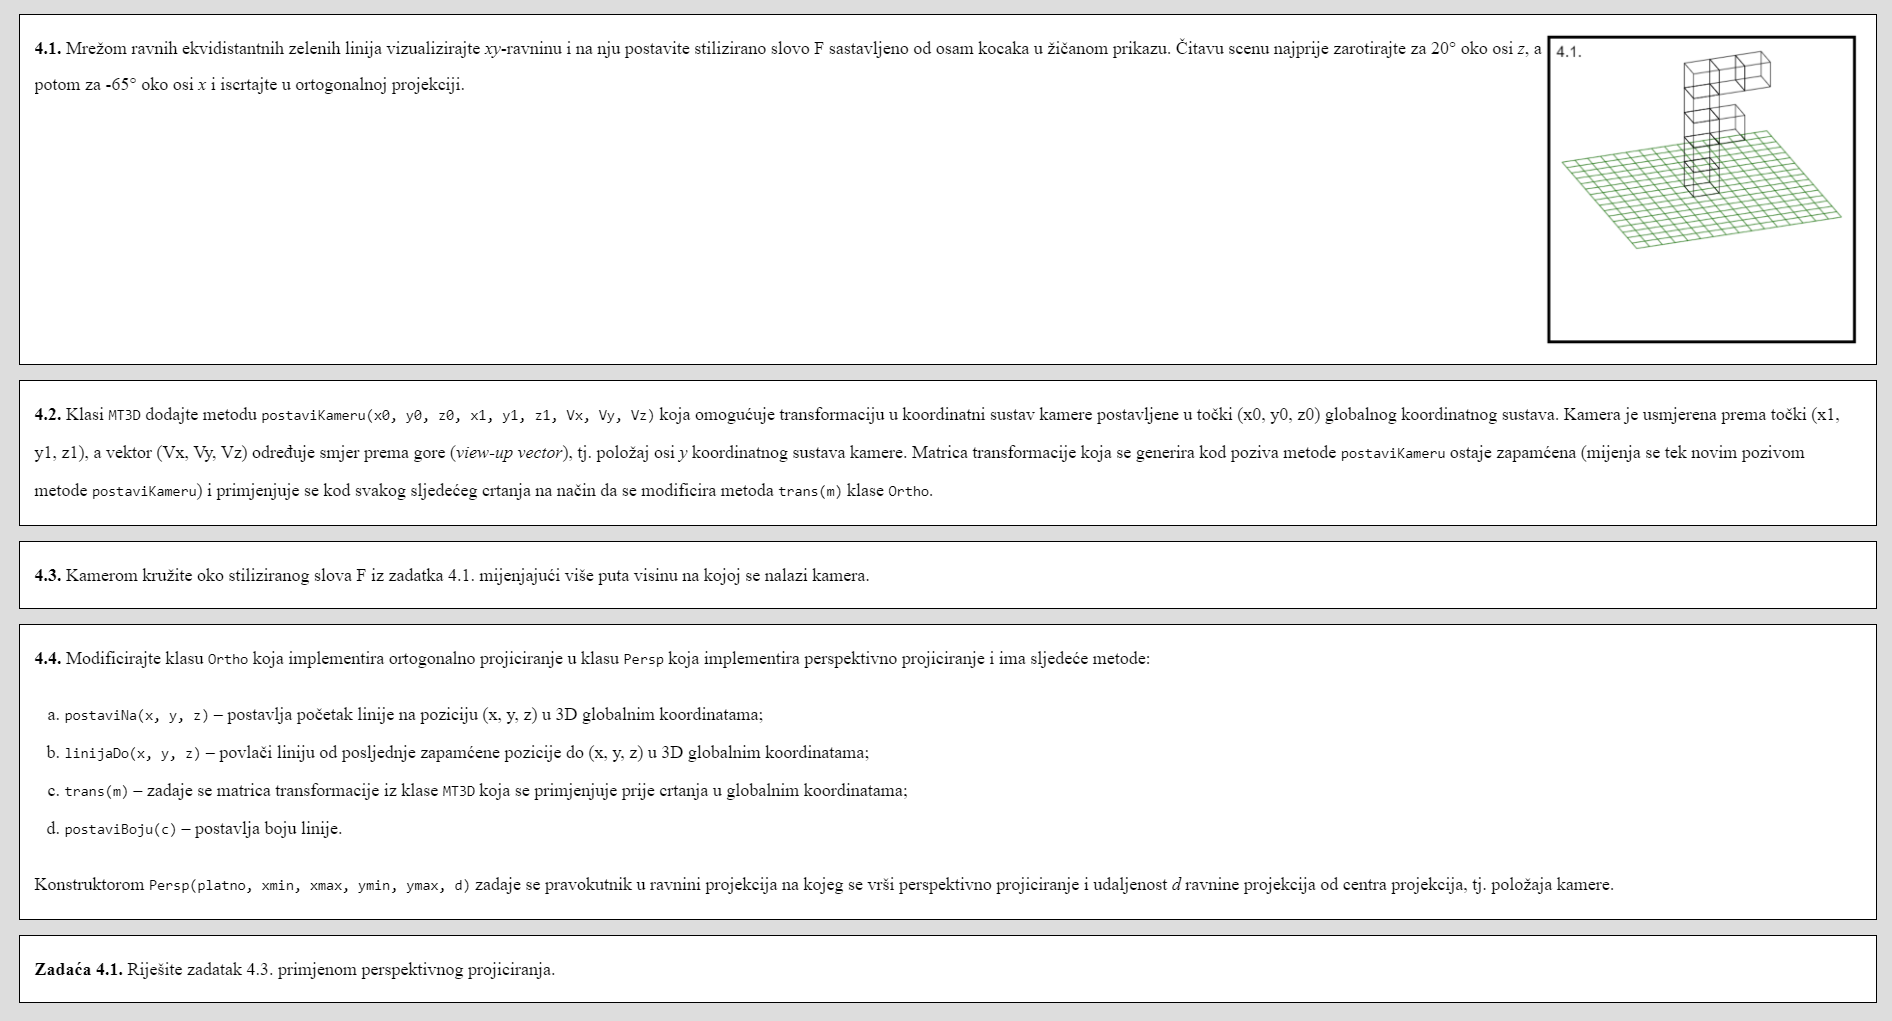 4.1. Mrežom ravnih ekvidistantnih zelenih linija vizualizirajte xy-ravninu i na nju postavite stilizirano slovo F sastavljeno od osam kocaka u žičanom prikazu. Čitavu scenu najprije zarotirajte za 20° oko osi z, a
potom za -65° oko osi x i iscrtajte u ortogonalnoj projekciji.
4.1.
4.2. Klasi MT3D dodajte metodu postaviKameru(x0, y0, z0, x1, y1, z1, Vx, Vy, Vz) koja omogućuje transformaciju u koordinatni sustav kamere postavljene u točki (x0, y0, z0) globalnog koordinatnog sustava. Kamera je usmjerena prema točki (x1,
y1, z1), a vektor (Vx, Vy, Vz) određuje smjer prema gore (view-up vector), tj. položaj osi y koordinatnog sustava kamere. Matrica transformacije koja se generira kod poziva metode postaviKameru ostaje zapamćena (mijenja se tek novim pozivom
metode postaviKameru) i primjenjuje se kod svakog sljedećeg crtanja na način da se modificira metoda trans(m) klase Ortho.
4.3. Kamerom kružite oko stiliziranog slova F iz zadatka 4.1. mijenjajući više puta visinu na kojoj se nalazi kamera.
4.4. Modificirajte klasu Ortho koja implementira ortogonalno projiciranje u klasu Persp koja implementira perspektivno projiciranje i ima sljedeće metode:
a. postaviNa(x, y, z) – postavlja početak linije na poziciju (x, y, z) u 3D globalnim koordinatama;
b. linijaDo(x, y, z) – povlači liniju od posljednje zapamćene pozicije do (x, y, z) u 3D globalnim koordinatama;
c. trans(m) – zadaje se matrica transformacije iz klase MT3D koja se primjenjuje prije crtanja u globalnim koordinatama;
d. postaviBoju(c) – postavlja boju linije.
Konstruktorom Persp(platno, xmin, xmax, ymin, ymax, d) zadaje se pravokutnik u ravnini projekcija na kojeg se vrši perspektivno projiciranje i udaljenost d ravnine projekcija od centra projekcija, tj. položaja kamere.
Zadaća 4.1. Riješite zadatak 4.3. primjenom perspektivnog projiciranja.